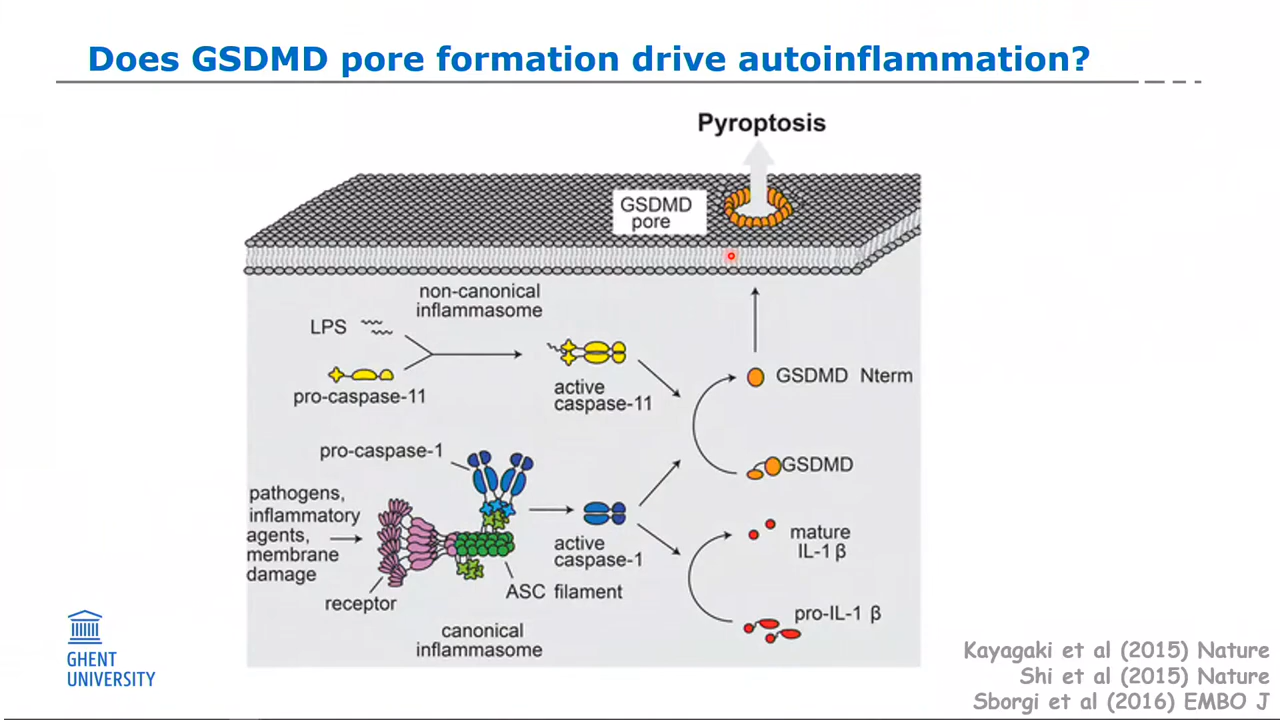 Does GSDMD pore formation drive autoinflammation?
Pyroptosis
GSDMD
pore
non-canonical
inflammasome
LPS
pro-caspase-11
active
caspase-11
GSDMD Nterm
pro-caspase-1
GSDMD
pathogens,
inflammatory
agents,
membrane
damage
receptor
ASC filament
active
caspase-1
mature
IL-1 β
pro-IL-1 β
canonical
inflammasome
GHENT
UNIVERSITY
Kayagaki et al (2015) Nature
Shi et al (2015) Nature
Sborgi et al (2016) EMBO J